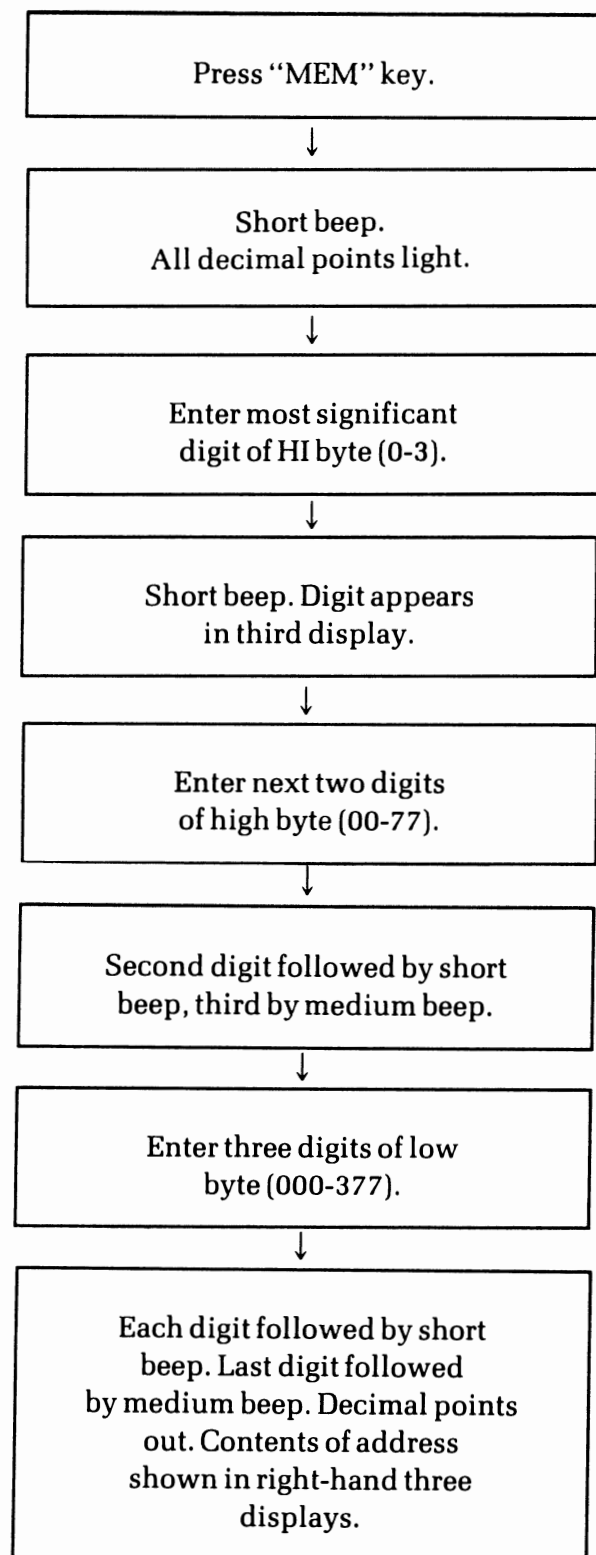 Press “MEM” key.
Short beep.
All decimal points light.
Enter most significant
digit of HI byte (0-3).
Short beep. Digit appears
in third display.
Enter next two digits
of high byte (00-77).
Second digit followed by short
beep, third by medium beep.
Enter three digits of low
byte (000-377).
Each digit followed by short
beep. Last digit followed
by medium beep. Decimal points
out. Contents of address
shown in right-hand three
displays.